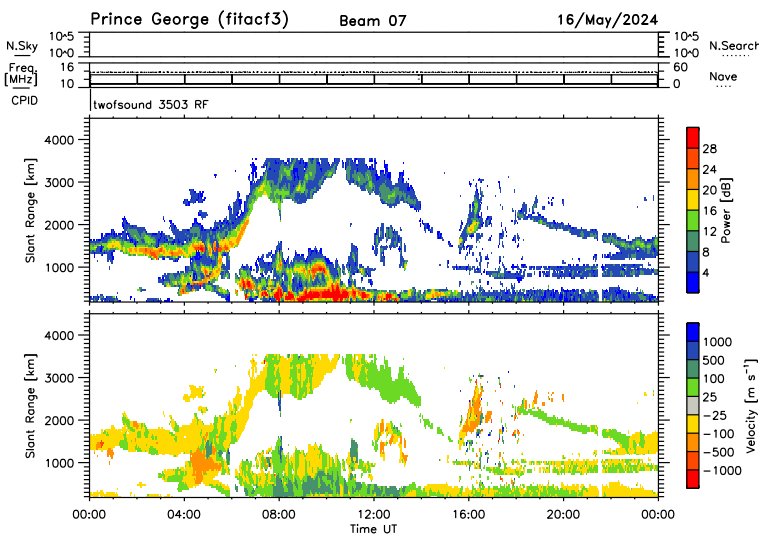 Prince George (fitacf3) Beam 07 16/May/2024
N.Sky 10^5 10^0 10^5 10^0 N.Search
Freq [MHz] 16 10 60 0 Nave
CPID twofsound 3503 RF
Slant Range [km]
4000
3000
2000
1000
Power [dB]
28
24
20
16
12
8
4
Slant Range [km]
4000
3000
2000
1000
Velocity [m s⁻¹]
1000
500
100
25
−25
−100
−500
−1000
00:00 04:00 08:00 12:00 16:00 20:00 00:00
Time UT